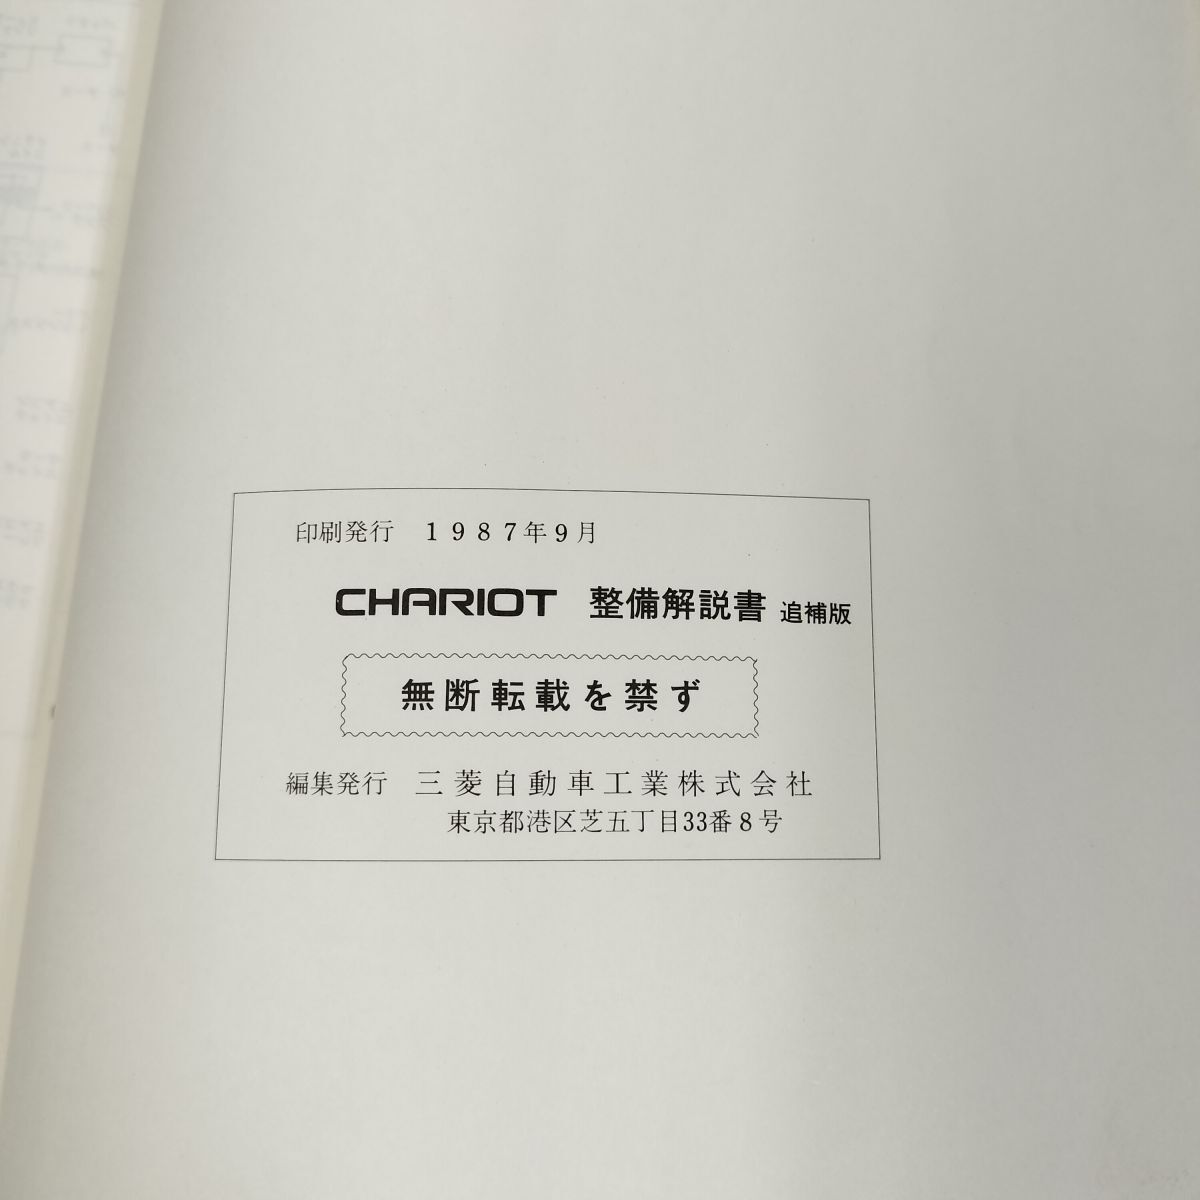 印刷発行 1987年9月
CHARIOT 整備解説書 追補版
無断転載を禁ず
編集発行 三菱自動車工業株式会社
東京都港区芝五丁目33番8号